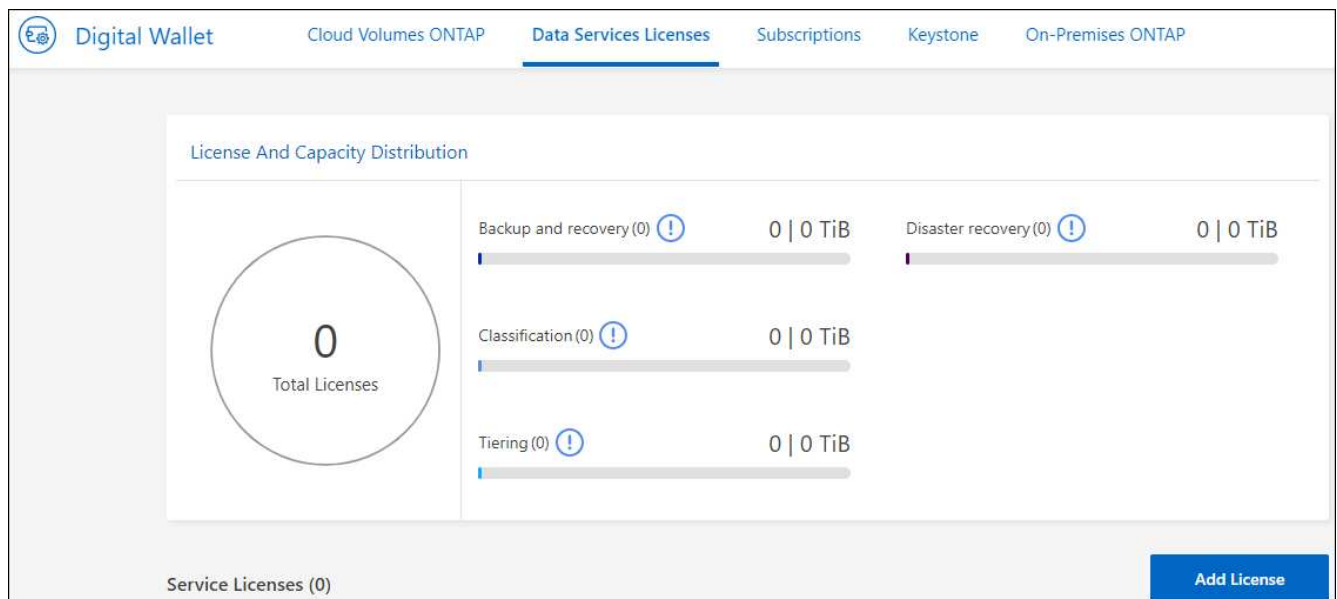 Digital Wallet Cloud Volumes ONTAP Data Services Licenses Subscriptions Keystone On-Premises ONTAP
License And Capacity Distribution
Backup and recovery (0) 0 | 0 TiB Disaster recovery (0) 0 | 0 TiB
0
Total Licenses
Classification (0) 0 | 0 TiB
Tiering (0) 0 | 0 TiB
Service Licenses (0) Add License